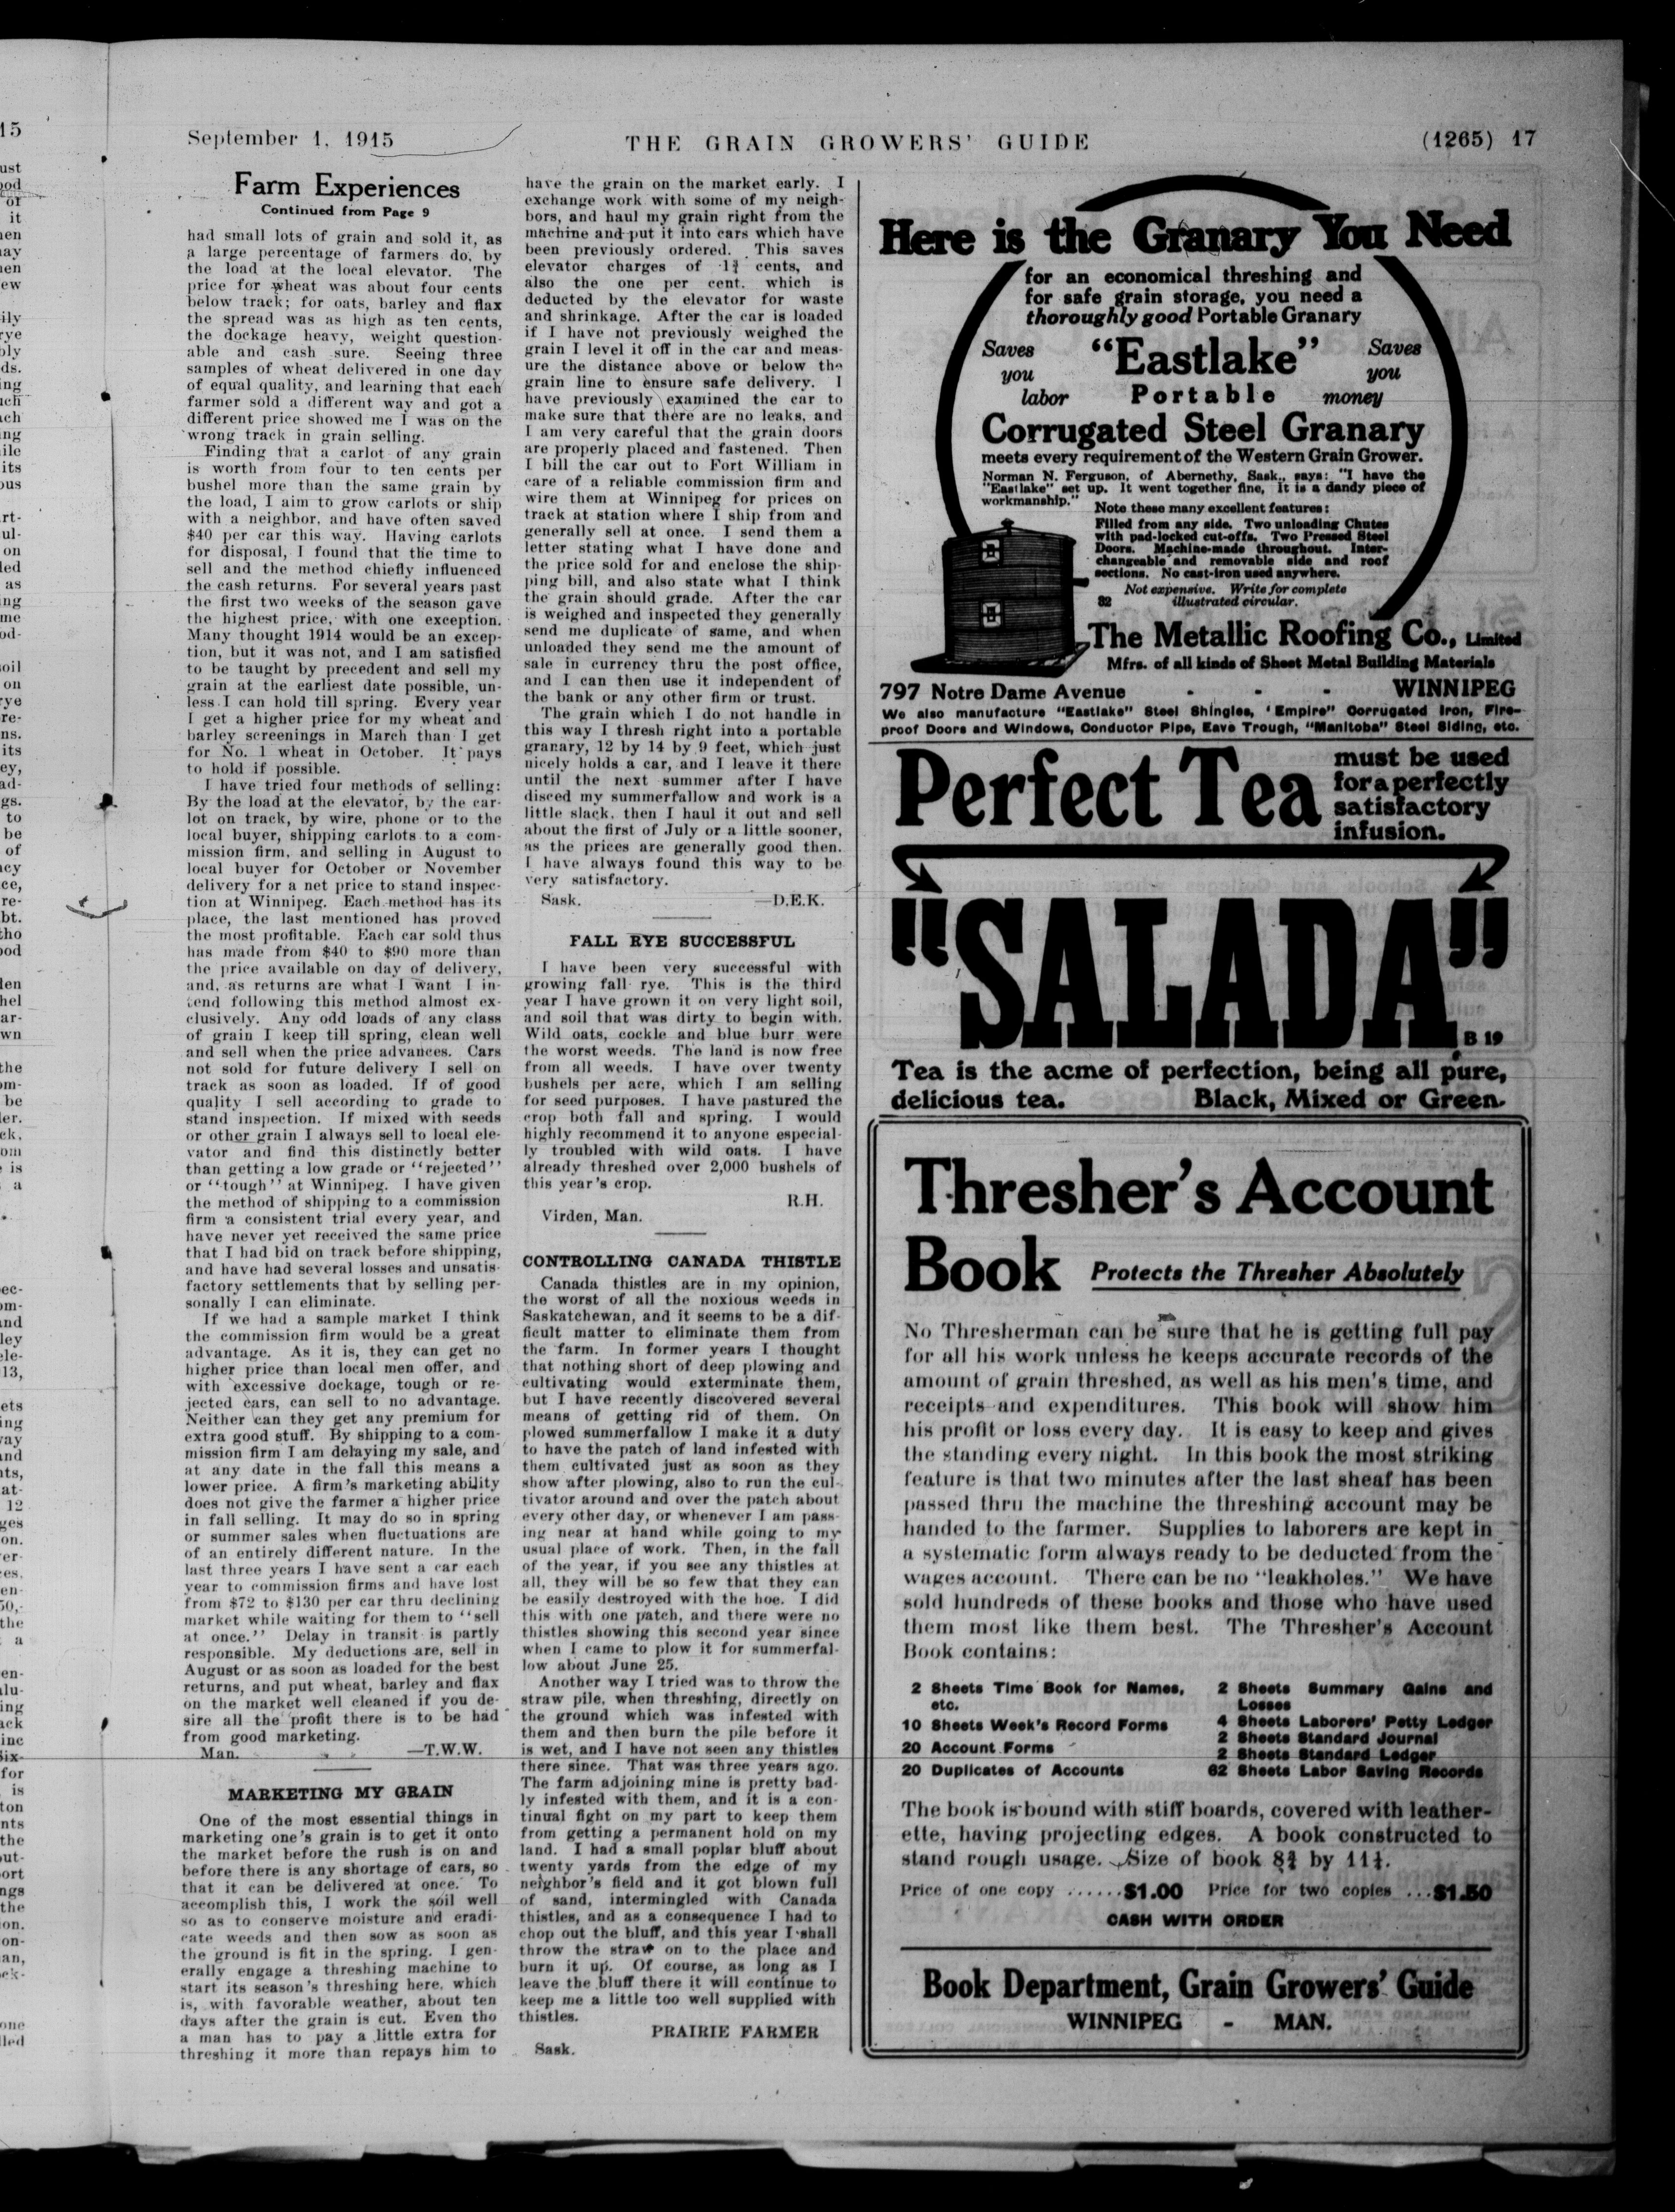 September 1, 1915
THE GRAIN GROWERS' GUIDE
(1265) 17
Farm Experiences
Continued from Page 9
had small lots of grain and sold it, as
a large percentage of farmers do, by
the load at the local elevator. The
price for wheat was about four cents
below track; for oats, barley and flax
the spread was as high as ten cents,
the dockage heavy, weight question-
able and cash sure. Seeing three
samples of wheat delivered in one day
of equal quality, and learning that each
farmer sold a different way and got a
different price showed me I was on the
wrong track in grain selling.
Finding that a carlot of any grain
is worth from four to ten cents per
bushel more than the same grain by
the load, I aim to grow carlots or ship
with a neighbor, and have often saved
$40 per car this way. Having carlots
for disposal, I found that the time to
sell and the method chiefly influenced
the cash returns. For several years past
the first two weeks of the season gave
the highest price, with one exception.
Many thought 1914 would be an excep-
tion, but it was not, and I am satisfied
to be taught by precedent and sell my
grain at the earliest date possible, un-
less I can hold till spring. Every year
I get a higher price for my wheat and
barley screenings in March than I get
for No. 1 wheat in October. It pays
to hold if possible.
I have tried four methods of selling:
By the load at the elevator, by the car-
lot on track, by wire, phone or to the
local buyer, shipping carlots to a com-
mission firm, and selling in August to
local buyer for October or November
delivery for a net price to stand inspec-
tion at Winnipeg. Each method has its
place, the last mentioned has proved
the most profitable. Each car sold thus
has made from $40 to $90 more than
the price available on day of delivery,
and, as returns are what I want I in-
tend following this method almost ex-
clusively. Any odd loads of any class
of grain I keep till spring, clean well
and sell when the price advances. Cars
not sold for future delivery I sell on
track as soon as loaded. If of good
quality I sell according to grade to
stand inspection. If mixed with seeds
or other grain I always sell to local ele-
vator and find this distinctly better
than getting a low grade or "rejected"
or "tough" at Winnipeg. I have given
the method of shipping to a commission
firm a consistent trial every year, and
have never yet received the same price
that I had bid on track before shipping,
and have had several losses and unsatis-
factory settlements that by selling per-
sonally I can eliminate.
If we had a sample market I think
the commission firm would be a great
advantage. As it is, they can get no
higher price than local men offer, and
with excessive dockage, tough or re-
jected cars, can sell to no advantage.
Neither can they get any premium for
extra good stuff. By shipping to a com-
mission firm I am delaying my sale, and
at any date in the fall this means a
lower price. A firm's marketing ability
does not give the farmer a higher price
in fall selling. It may do so in spring
or summer sales when fluctuations are
of an entirely different nature. In the
last three years I have sent a car each
year to commission firms and have lost
from $72 to $130 per car thru declining
market while waiting for them to "sell
at once." Delay in transit is partly
responsible. My deductions are, sell in
August or as soon as loaded for the best
returns, and put wheat, barley and flax
on the market well cleaned if you de-
sire all the profit there is to be had
from good marketing.
Man. —T.W.W.
MARKETING MY GRAIN
One of the most essential things in
marketing one's grain is to get it onto
the market before the rush is on and
before there is any shortage of cars, so
that it can be delivered at once. To
accomplish this, I work the soil well
so as to conserve moisture and eradi-
cate weeds and then sow as soon as
the ground is fit in the spring. I gen-
erally engage a threshing machine to
start its season's threshing here, which
is, with favorable weather, about ten
days after the grain is cut. Even tho
a man has to pay a little extra for
threshing it more than repays him to
have the grain on the market early. I
exchange work with some of my neigh-
bors, and haul my grain right from the
machine and put it into cars which have
been previously ordered. This saves
elevator charges of 1¾ cents, and
also the one per cent. which is
deducted by the elevator for waste
and shrinkage. After the car is loaded
if I have not previously weighed the
grain I level it off in the car and meas-
ure the distance above or below the
grain line to ensure safe delivery. I
have previously examined the car to
make sure that there are no leaks, and
I am very careful that the grain doors
are properly placed and fastened. Then
I bill the car out to Fort William in
care of a reliable commission firm and
wire them at Winnipeg for prices on
track at station where I ship from and
generally sell at once. I send them a
letter stating what I have done and
the price sold for and enclose the ship-
ping bill, and also state what I think
the grain should grade. After the car
is weighed and inspected they generally
send me duplicate of same, and when
unloaded they send me the amount of
sale in currency thru the post office,
and I can then use it independent of
the bank or any other firm or trust.
The grain which I do not handle in
this way I thresh right into a portable
granary, 12 by 14 by 9 feet, which just
nicely holds a car, and I leave it there
until the next summer after I have
disced my summerfallow and work is a
little slack, then I haul it out and sell
about the first of July or a little sooner,
as the prices are generally good then.
I have always found this way to be
very satisfactory.
Sask. —D.E.K.
FALL RYE SUCCESSFUL
I have been very successful with
growing fall rye. This is the third
year I have grown it on very light soil,
and soil that was dirty to begin with.
Wild oats, cockle and blue burr were
the worst weeds. The land is now free
from all weeds. I have over twenty
bushels per acre, which I am selling
for seed purposes. I have pastured the
crop both fall and spring. I would
highly recommend it to anyone especial-
ly troubled with wild oats. I have
already threshed over 2,000 bushels of
this year's crop.
R.H.
Virden, Man.
CONTROLLING CANADA THISTLE
Canada thistles are in my opinion,
the worst of all the noxious weeds in
Saskatchewan, and it seems to be a dif-
ficult matter to eliminate them from
the farm. In former years I thought
that nothing short of deep plowing and
cultivating would exterminate them,
but I have recently discovered several
means of getting rid of them. On
plowed summerfallow I make it a duty
to have the patch of land infested with
them cultivated just as soon as they
show after plowing, also to run the cul-
tivator around and over the patch about
every other day, or whenever I am pass-
ing near at hand while going to my
usual place of work. Then, in the fall
of the year, if you see any thistles at
all, they will be so few that they can
be easily destroyed with the hoe. I did
this with one patch, and there were no
thistles showing this second year since
when I came to plow it for summerfal-
low about June 25.
Another way I tried was to throw the
straw pile, when threshing, directly on
the ground which was infested with
them and then burn the pile before it
is wet, and I have not seen any thistles
there since. That was three years ago.
The farm adjoining mine is pretty bad-
ly infested with them, and it is a con-
tinual fight on my part to keep them
from getting a permanent hold on my
land. I had a small poplar bluff about
twenty yards from the edge of my
neighbor's field and it got blown full
of sand, intermingled with Canada
thistles, and as a consequence I had to
chop out the bluff, and this year I shall
throw the straw on to the place and
burn it up. Of course, as long as I
leave the bluff there it will continue to
keep me a little too well supplied with
thistles.
PRAIRIE FARMER
Sask.
Here is the Granary You Need
for an economical threshing and
for safe grain storage, you need a
thoroughly good Portable Granary
Saves you labor
"Eastlake"
Saves you money
Portable
Corrugated Steel Granary
meets every requirement of the Western Grain Grower.
Norman N. Ferguson, of Abernethy, Sask., says: "I have the
"Eastlake" set up. It went together fine, it is a dandy piece of
workmanship."
Note these many excellent features:
Filled from any side. Two unloading Chutes
with pad-locked cut-offs. Two Pressed Steel
Doors. Machine-made throughout. Inter-
changeable and removable side and roof
sections. No cast-iron used anywhere.
Not expensive. Write for complete
82 illustrated circular.
The Metallic Roofing Co., Limited
Mfrs. of all kinds of Sheet Metal Building Materials
797 Notre Dame Avenue - - - WINNIPEG
We also manufacture "Eastlake" Steel Shingles, 'Empire" Corrugated Iron, Fire-
proof Doors and Windows, Conductor Pipe, Eave Trough, "Manitoba" Steel Siding, etc.
Perfect Tea
must be used
for a perfectly
satisfactory
infusion.
"SALADA"
B 19
Tea is the acme of perfection, being all pure,
delicious tea. Black, Mixed or Green.
Thresher's Account
Book Protects the Thresher Absolutely
No Thresherman can be sure that he is getting full pay
for all his work unless he keeps accurate records of the
amount of grain threshed, as well as his men's time, and
receipts and expenditures. This book will show him
his profit or loss every day. It is easy to keep and gives
the standing every night. In this book the most striking
feature is that two minutes after the last sheaf has been
passed thru the machine the threshing account may be
handed to the farmer. Supplies to laborers are kept in
a systematic form always ready to be deducted from the
wages account. There can be no "leakholes." We have
sold hundreds of these books and those who have used
them most like them best. The Thresher's Account
Book contains:
2 Sheets Time Book for Names,
etc.
10 Sheets Week's Record Forms
20 Account Forms
20 Duplicates of Accounts
2 Sheets Summary Gains and
Losses
4 Sheets Laborers' Petty Ledger
2 Sheets Standard Journal
2 Sheets Standard Ledger
62 Sheets Labor Saving Records
The book is bound with stiff boards, covered with leather-
ette, having projecting edges. A book constructed to
stand rough usage. Size of book 8¾ by 11¼.
Price of one copy ......$1.00 Price for two copies ...$1.50
CASH WITH ORDER
Book Department, Grain Growers' Guide
WINNIPEG - MAN.